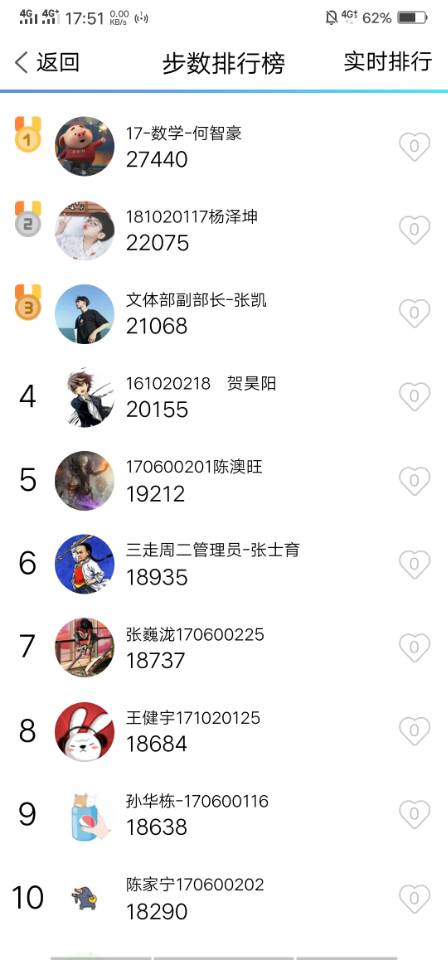 4G 4G+ 17:51 0.00 KB/s 4G+ 62%
返回 步数排行榜 实时排行
1 17-数学-何智豪 0
27440
2 181020117杨泽坤 0
22075
3 文体部副部长-张凯 0
21068
4 161020218 贺昊阳 0
20155
5 170600201陈澳旺 0
19212
6 三走周二管理员-张士育 0
18935
7 张巍泷170600225 0
18737
8 王健宇171020125 0
18684
9 孙华栋-170600116 0
18638
10 陈家宁170600202 0
18290